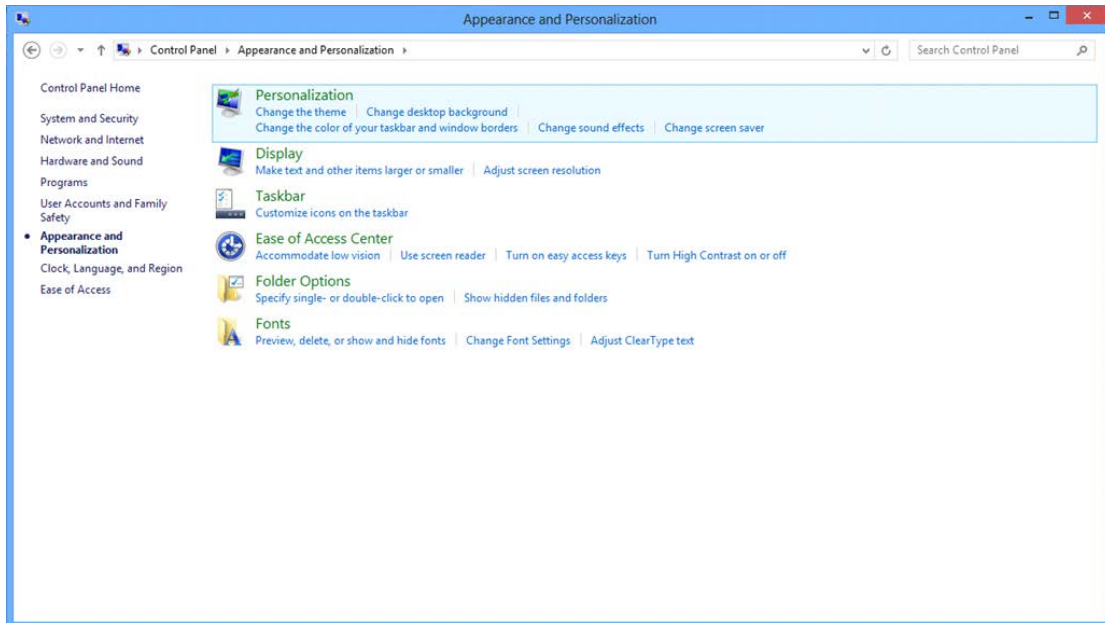 Appearance and Personalization
Control Panel Appearance and Personalization
Search Control Panel
Control Panel Home
System and Security
Network and Internet
Hardware and Sound
Programs
User Accounts and Family
Safety
Appearance and
Personalization
Clock, Language, and Region
Ease of Access
Personalization
Change the theme Change desktop background
Change the color of your taskbar and window borders Change sound effects Change screen saver
Display
Make text and other items larger or smaller Adjust screen resolution
Taskbar
Customize icons on the taskbar
Ease of Access Center
Accommodate low vision Use screen reader Turn on easy access keys Turn High Contrast on or off
Folder Options
Specify single- or double-click to open Show hidden files and folders
Fonts
Preview, delete, or show and hide fonts Change Font Settings Adjust ClearType text